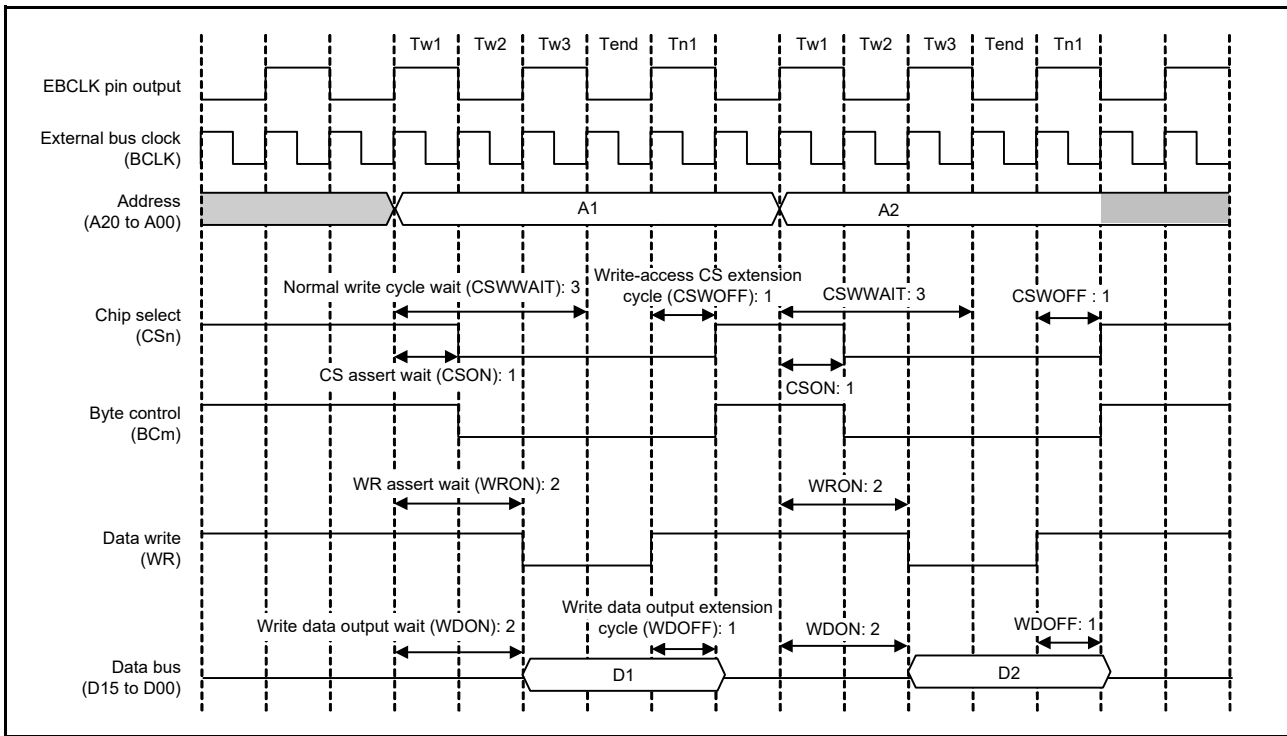 Tw1 Tw2 Tw3 Tend Tn1 Tw1 Tw2 Tw3 Tend Tn1
EBCLK pin output
External bus clock
(BCLK)
Address
(A20 to A00)
A1 A2
Normal write cycle wait (CSWWAIT): 3
Write-access CS extension
cycle (CSWOFF): 1
CSWWAIT: 3
CSWOFF : 1
Chip select
(CSn)
CS assert wait (CSON): 1
CSON: 1
Byte control
(BCm)
WR assert wait (WRON): 2
WRON: 2
Data write
(WR)
Write data output wait (WDON): 2
Write data output extension
cycle (WDOFF): 1
WDON: 2
WDOFF: 1
Data bus
(D15 to D00)
D1 D2